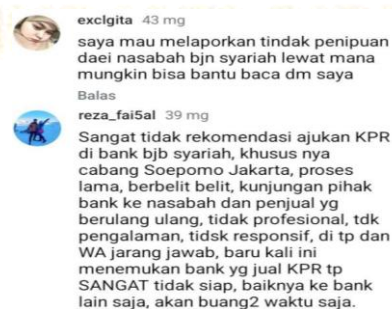 exclgita 43 mg
saya mau melaporkan tindak penipuan
daei nasabah bjn syariah lewat mana
mungkin bisa bantu baca dm saya
Balas
reza_fai5al 39 mg
Sangat tidak rekomendasi ajukan KPR
di bank bjb syariah, khusus nya
cabang Soepomo Jakarta, proses
lama, berbelit belit, kunjungan pihak
bank ke nasabah dan penjual yg
berulang ulang, tidak profesional, tdk
pengalaman, tidsk responsif, di tp dan
WA jarang jawab, baru kali ini
menemukan bank yg jual KPR tp
SANGAT tidak siap, baiknya ke bank
lain saja, akan buang2 waktu saja.